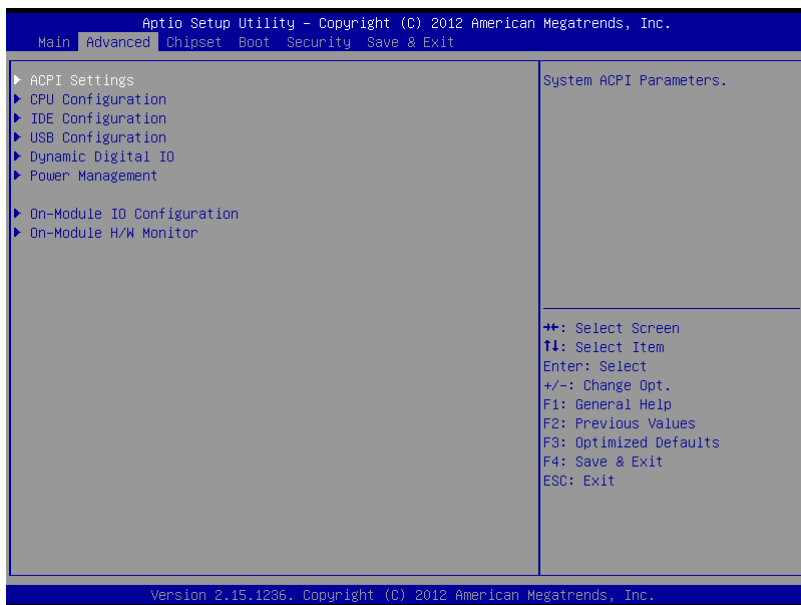 Aptio Setup Utility – Copyright (C) 2012 American Megatrends, Inc.
Main Advanced Chipset Boot Security Save & Exit
ACPI Settings
CPU Configuration
IDE Configuration
USB Configuration
Dynamic Digital IO
Power Management
On-Module IO Configuration
On-Module H/W Monitor
System ACPI Parameters.
→←: Select Screen
↑↓: Select Item
Enter: Select
+/-: Change Opt.
F1: General Help
F2: Previous Values
F3: Optimized Defaults
F4: Save & Exit
ESC: Exit
Version 2.15.1236. Copyright (C) 2012 American Megatrends, Inc.